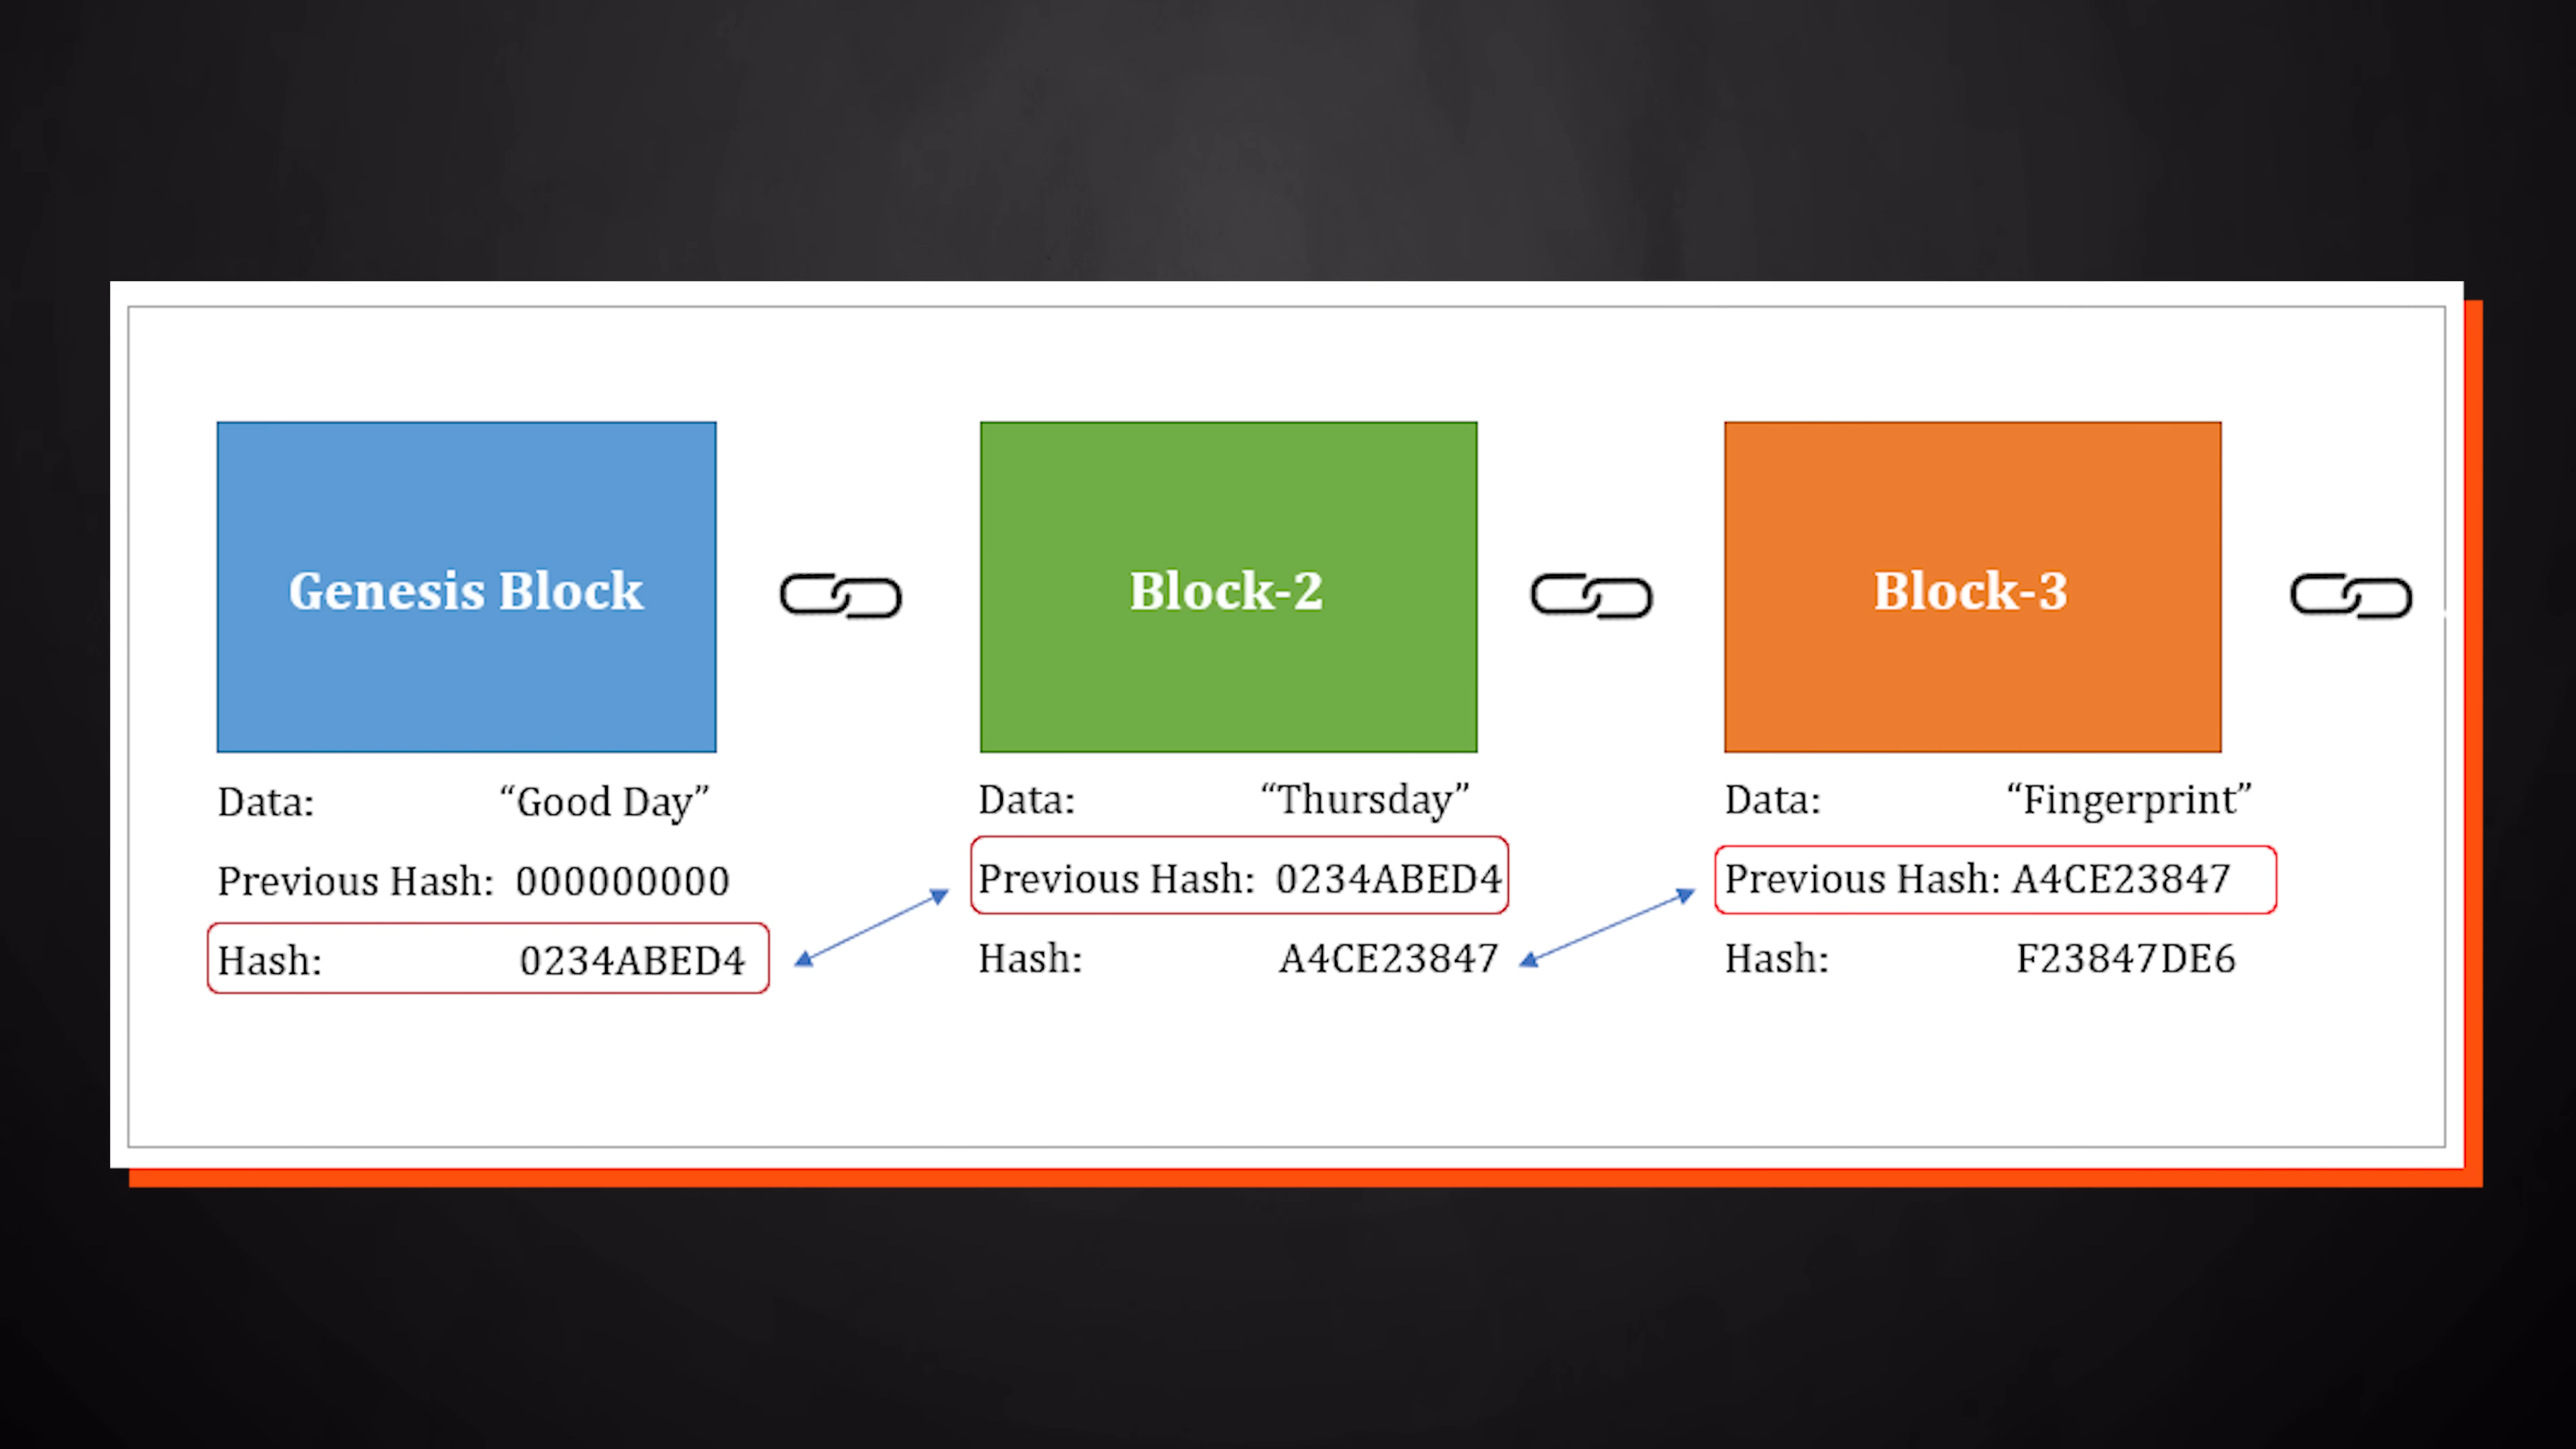 Genesis Block
Data: “Good Day”
Previous Hash: 000000000
Hash: 0234ABED4
Block-2
Data: “Thursday”
Previous Hash: 0234ABED4
Hash: A4CE23847
Block-3
Data: “Fingerprint”
Previous Hash: A4CE23847
Hash: F23847DE6